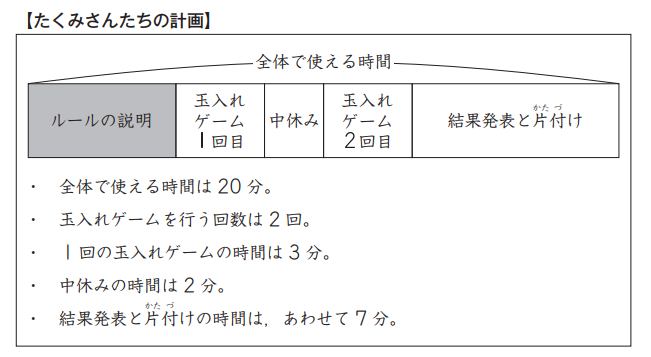 【たくみさんたちの計画】
全体で使える時間
ルールの説明
玉入れ
ゲーム
1回目
中休み
玉入れ
ゲーム
2回目
かた づ
結果発表と片付け
・ 全体で使える時間は 20 分。
・ 玉入れゲームを行う回数は 2 回。
・ 1 回の玉入れゲームの時間は 3 分。
・ 中休みの時間は 2 分。
かた づ
・ 結果発表と片付けの時間は，あわせて 7 分。